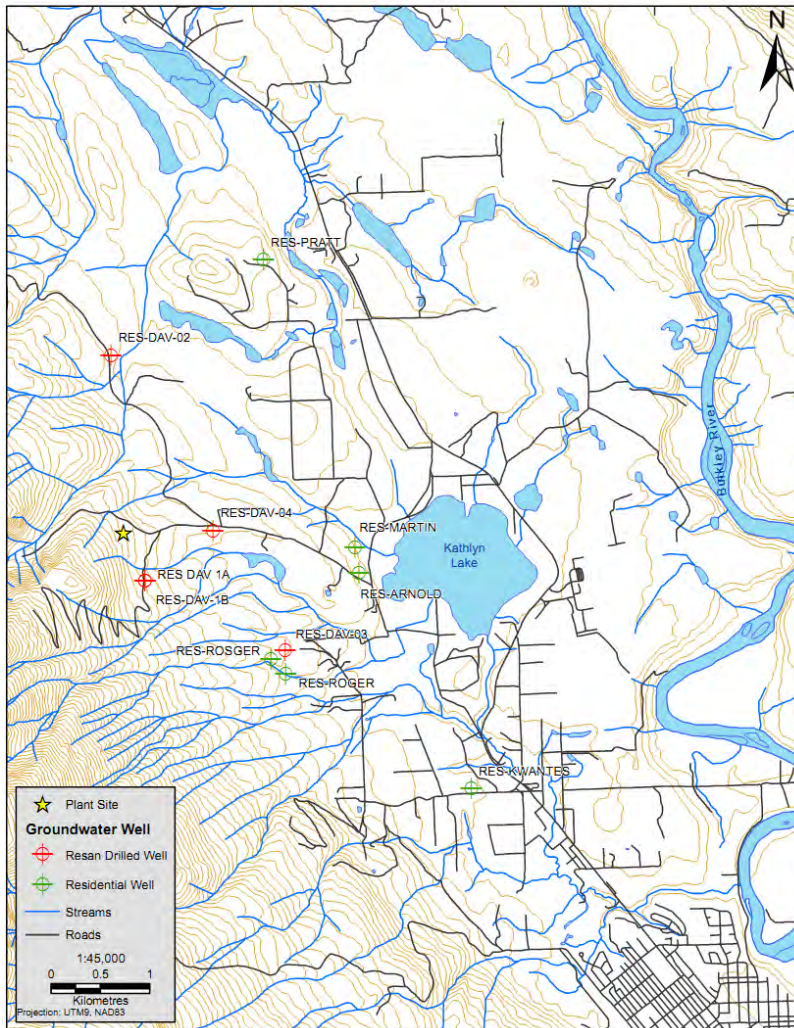 N
RES-PRATT
RES-DAV-02
Bulkley River
RES-DAV-04
RES-MARTIN
Kathlyn
Lake
RES DAV 1A
RES-ARNOLD
RES-DAV-1B
RES-DAV-03
RES-ROSGER
RES-ROGER
RES-KWANTES
Plant Site
Groundwater Well
Resan Drilled Well
Residential Well
Streams
Roads
1:45,000
0 0.5 1
Kilometres
Projection: UTM9, NAD83